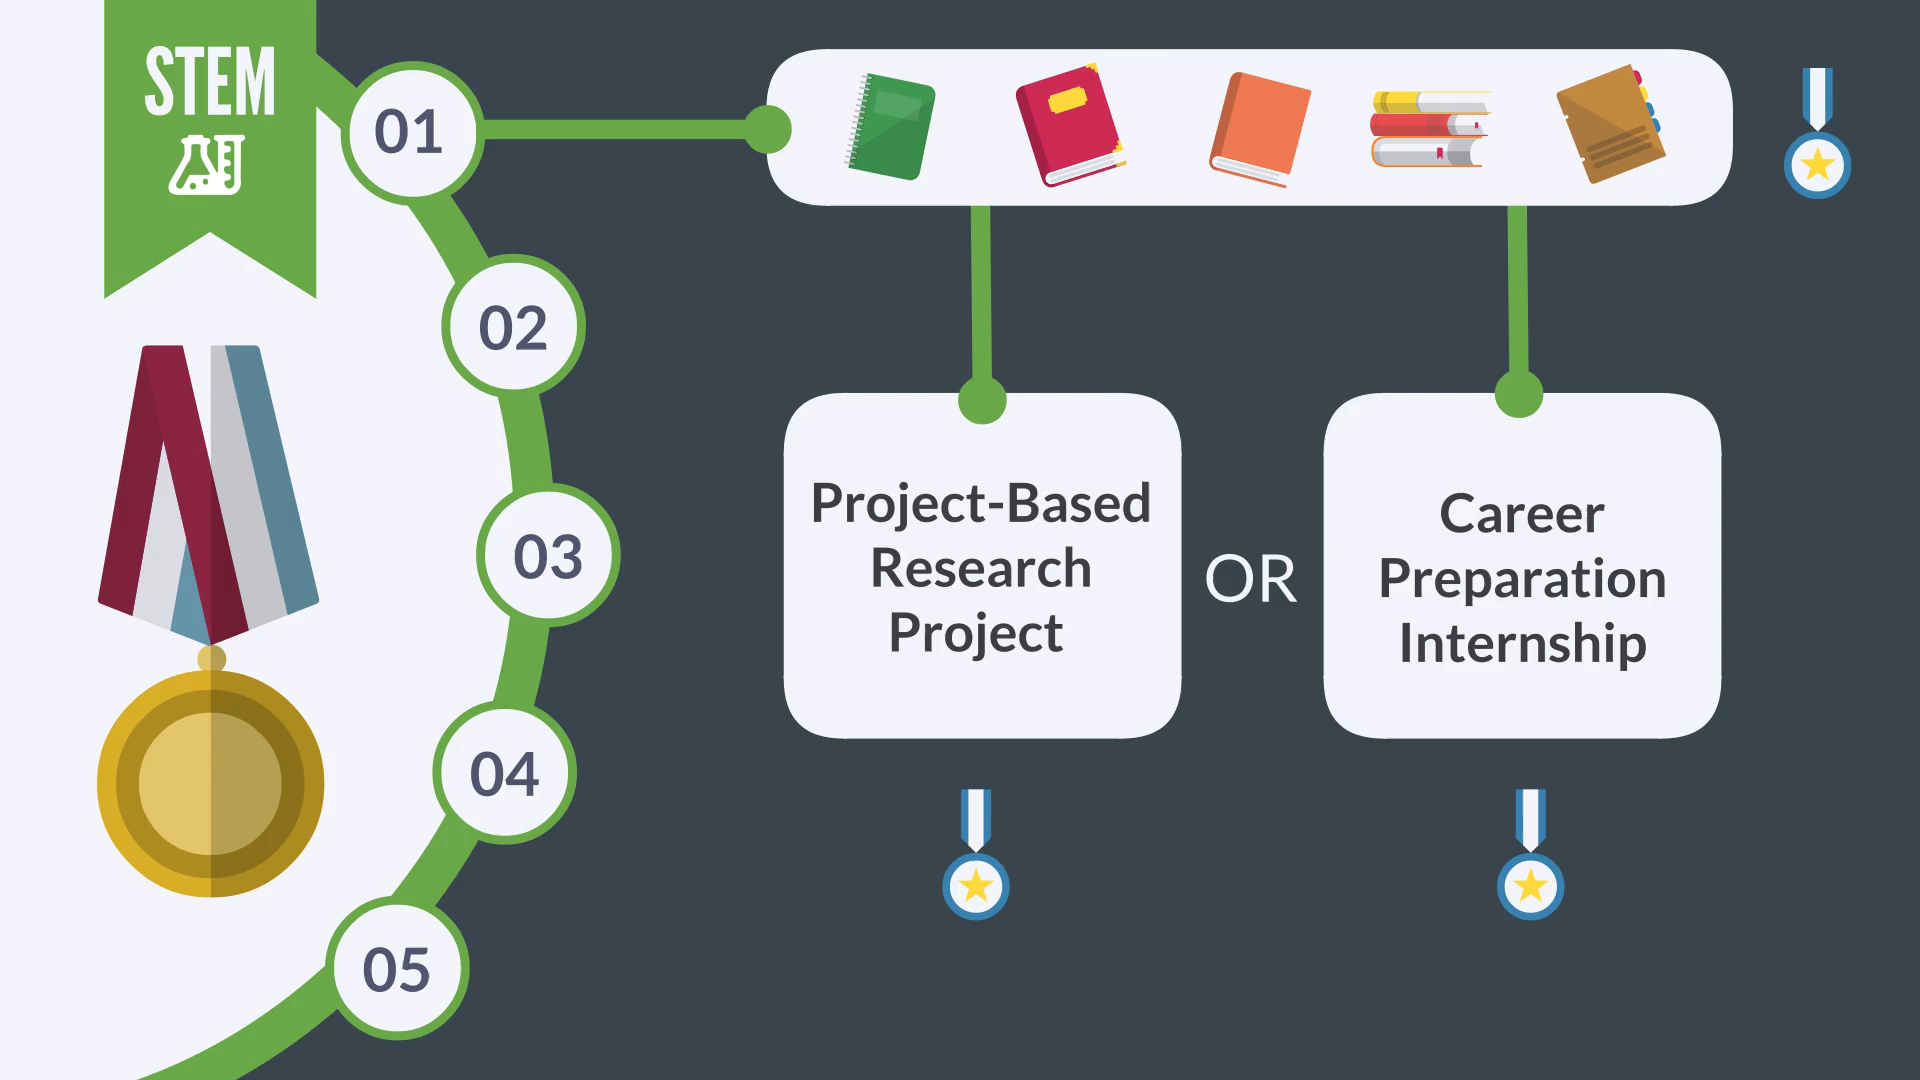 STEM
01
02
03
04
05
Project-Based
Research
Project
OR
Career
Preparation
Internship